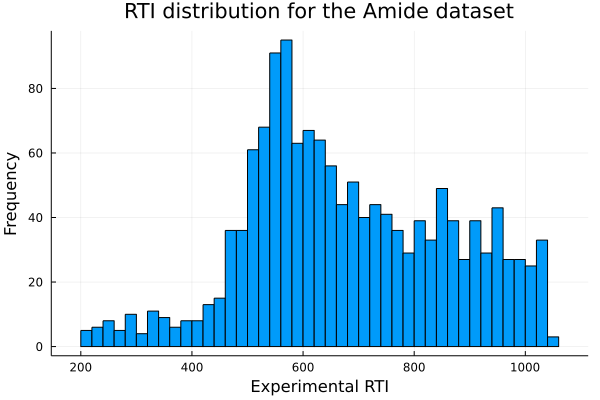 RTI distribution for the Amide dataset
Frequency
80
60
40
20
0
200 400 600 800 1000
Experimental RTI